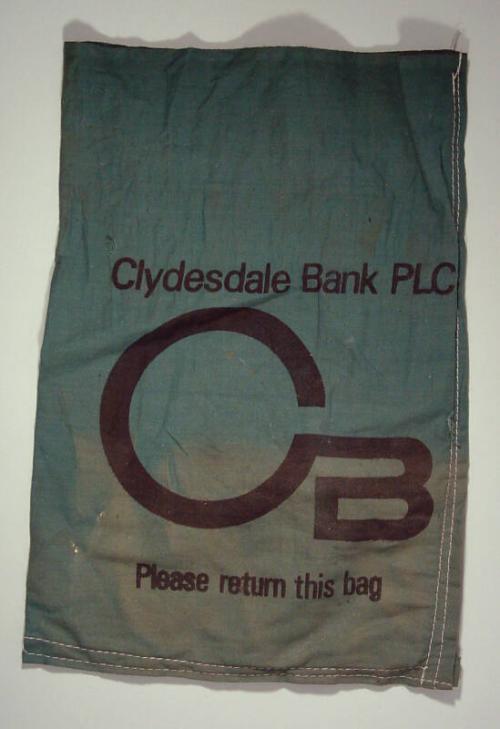 Clydesdale Bank PLC
CB
Please return this bag